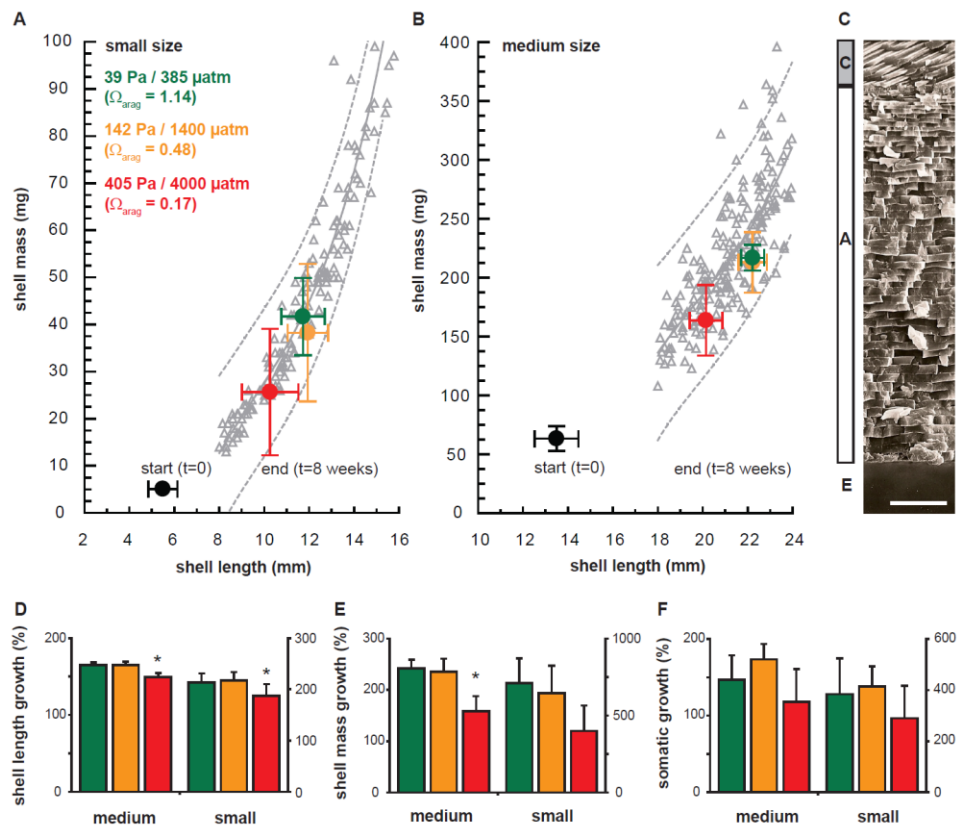 A
small size
39 Pa / 385 µatm
(Ωarag = 1.14)
142 Pa / 1400 µatm
(Ωarag = 0.48)
405 Pa / 4000 µatm
(Ωarag = 0.17)
100
90
80
70
60
50
40
30
20
10
0
shell mass (mg)
start (t=0)
end (t=8 weeks)
2 4 6 8 10 12 14 16
shell length (mm)
B
medium size
400
350
300
250
200
150
100
50
0
shell mass (mg)
start (t=0)
end (t=8 weeks)
10 12 14 16 18 20 22 24
shell length (mm)
C
C
A
E
D
shell length growth (%)
200
150
100
0
* *
300
200
100
0
medium small
E
shell mass growth (%)
300
200
100
0
*
1000
500
0
medium small
F
somatic growth (%)
200
150
100
0
600
400
200
0
medium small